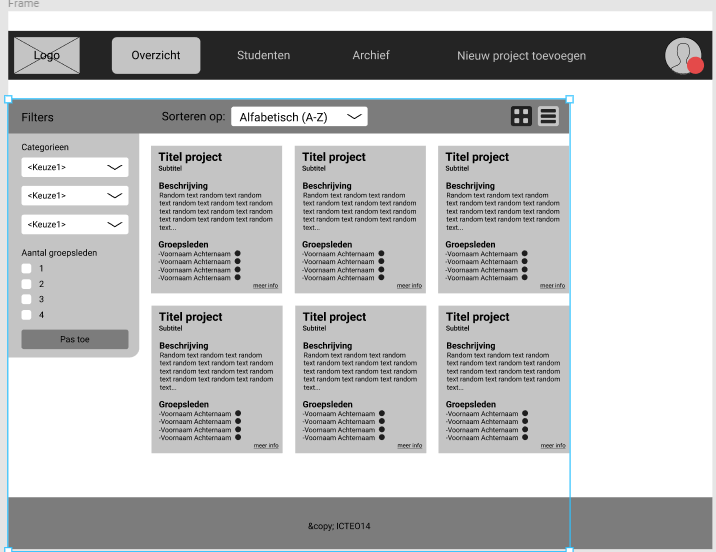 Frame
Logo
Overzicht
Studenten
Archief
Nieuw project toevoegen
Filters
Sorteren op:
Alfabetisch (A-Z)
Categorieen
<Keuze1>
<Keuze1>
<Keuze1>
Aantal groepsleden
1
2
3
4
Pas toe
Titel project
Subtitel
Beschrijving
Random text random text random
text random text random text random
text random text random text random
text random text random text random
text...
Groepsleden
-Voornaam Achternaam
-Voornaam Achternaam
-Voornaam Achternaam
-Voornaam Achternaam
meer info
Titel project
Subtitel
Beschrijving
Random text random text random
text random text random text random
text random text random text random
text random text random text random
text...
Groepsleden
-Voornaam Achternaam
-Voornaam Achternaam
-Voornaam Achternaam
-Voornaam Achternaam
meer info
Titel project
Subtitel
Beschrijving
Random text random text random
text random text random text random
text random text random text random
text random text random text random
text...
Groepsleden
-Voornaam Achternaam
-Voornaam Achternaam
-Voornaam Achternaam
-Voornaam Achternaam
meer info
Titel project
Subtitel
Beschrijving
Random text random text random
text random text random text random
text random text random text random
text random text random text random
text...
Groepsleden
-Voornaam Achternaam
-Voornaam Achternaam
-Voornaam Achternaam
-Voornaam Achternaam
meer info
Titel project
Subtitel
Beschrijving
Random text random text random
text random text random text random
text random text random text random
text random text random text random
text...
Groepsleden
-Voornaam Achternaam
-Voornaam Achternaam
-Voornaam Achternaam
-Voornaam Achternaam
meer info
Titel project
Subtitel
Beschrijving
Random text random text random
text random text random text random
text random text random text random
text random text random text random
text...
Groepsleden
-Voornaam Achternaam
-Voornaam Achternaam
-Voornaam Achternaam
-Voornaam Achternaam
meer info
&copy; ICTEO14